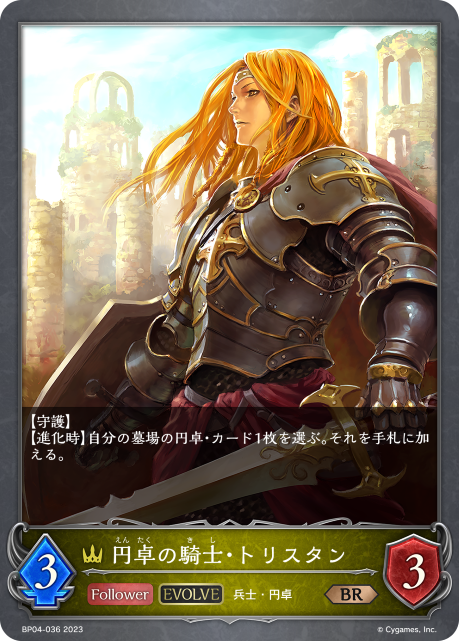 【守護】
【進化時】自分の墓場の円卓・カード1枚を選ぶ。それを手札に加
える。
えんたく きし
円卓の騎士・トリスタン
3
Follower EVOLVE 兵士・円卓 BR
3
BP04-036 2023
© Cygames, Inc.